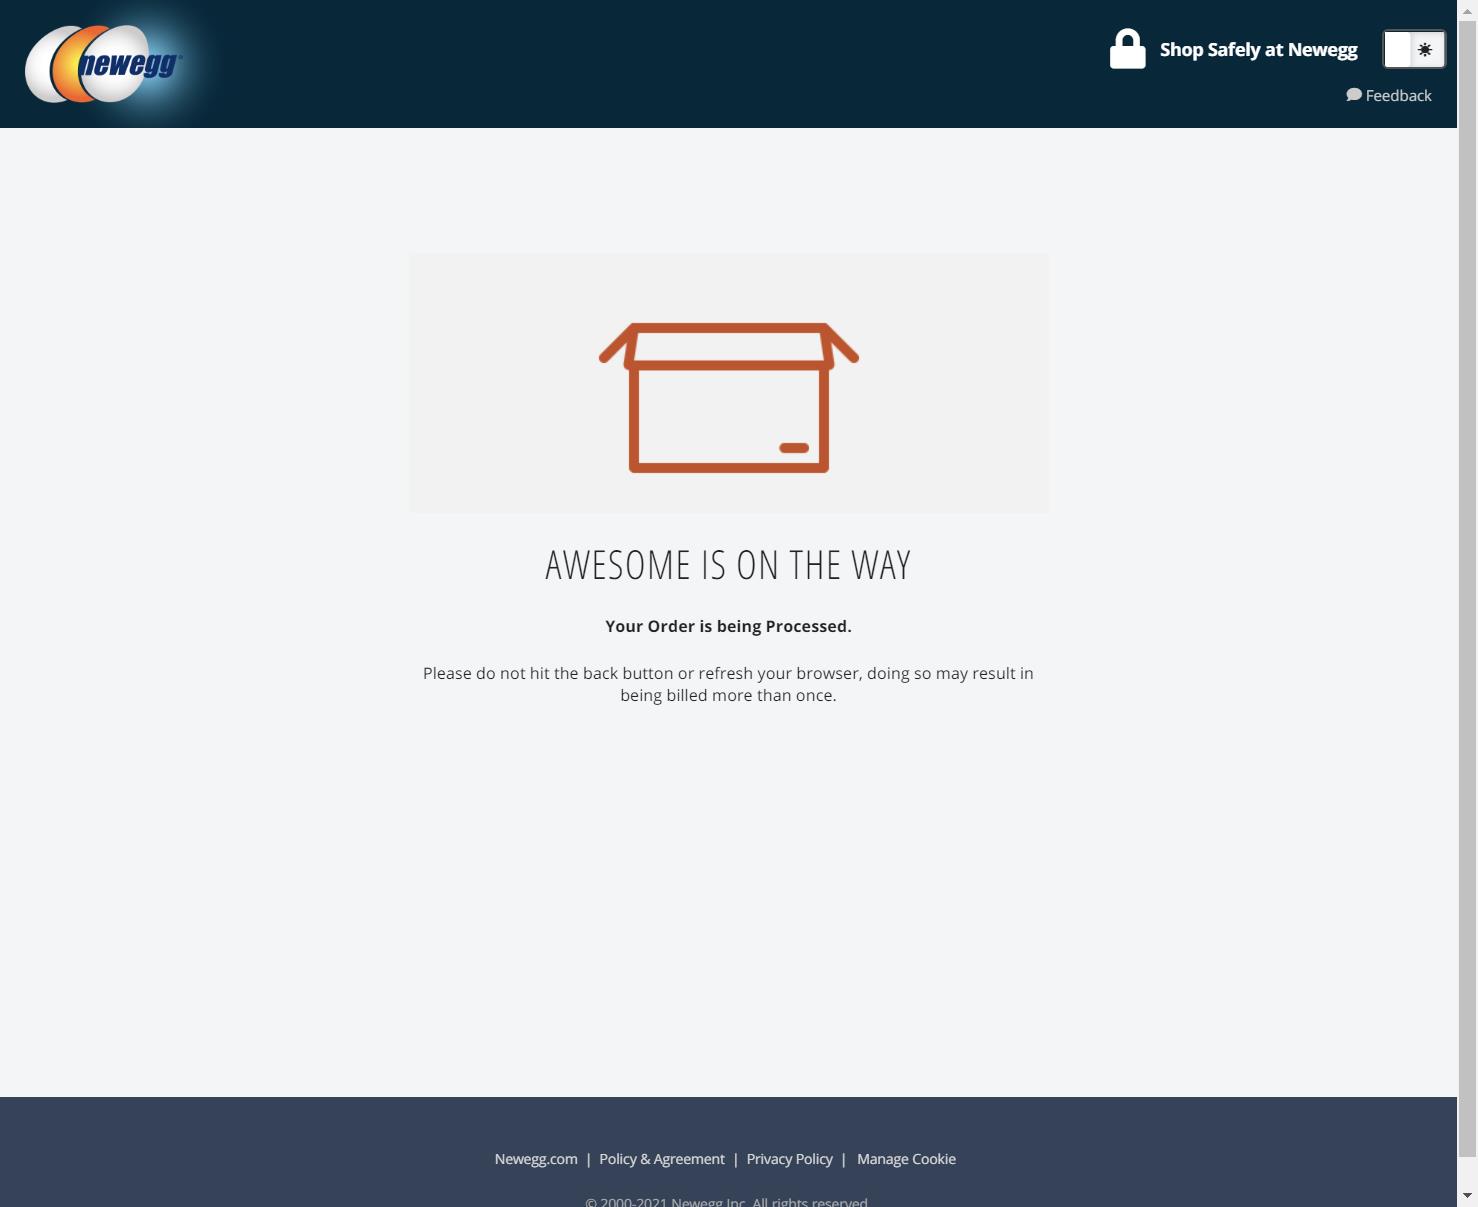 newegg
Shop Safely at Newegg
Feedback
AWESOME IS ON THE WAY
Your Order is being Processed.
Please do not hit the back button or refresh your browser, doing so may result in
being billed more than once.
Newegg.com | Policy & Agreement | Privacy Policy | Manage Cookie
© 2000-2021 Newegg Inc. All rights reserved.